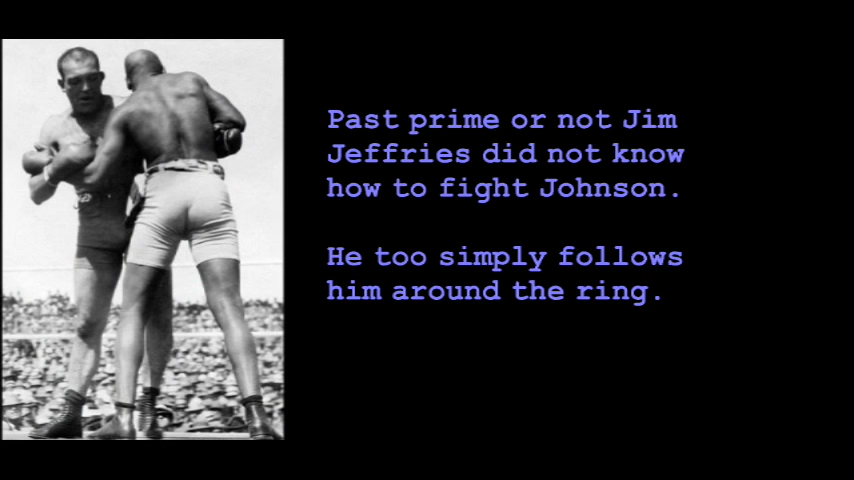 Past prime or not Jim
Jeffries did not know
how to fight Johnson.
He too simply follows
him around the ring.